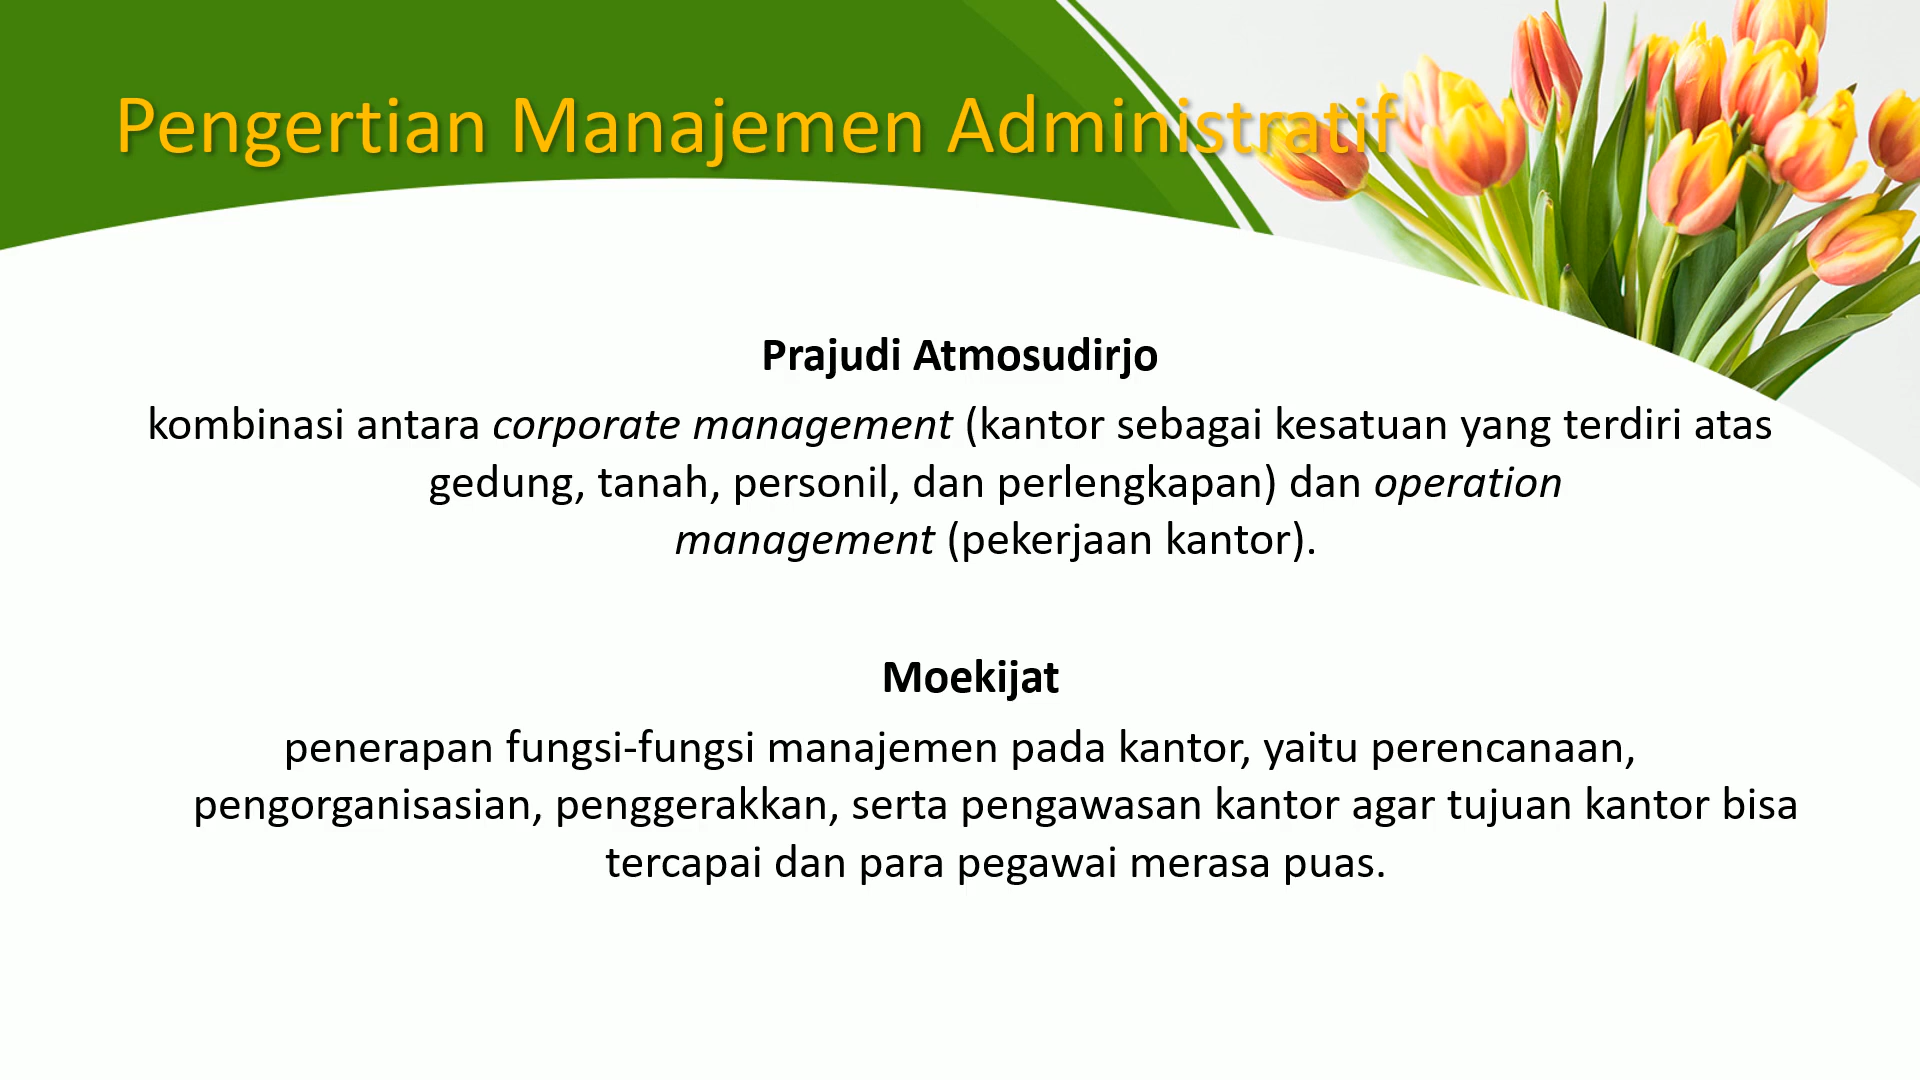 Pengertian Manajemen Administratif
Prajudi Atmosudirjo
kombinasi antara corporate management (kantor sebagai kesatuan yang terdiri atas
gedung, tanah, personil, dan perlengkapan) dan operation
management (pekerjaan kantor).
Moekijat
penerapan fungsi-fungsi manajemen pada kantor, yaitu perencanaan,
pengorganisasian, penggerakkan, serta pengawasan kantor agar tujuan kantor bisa
tercapai dan para pegawai merasa puas.